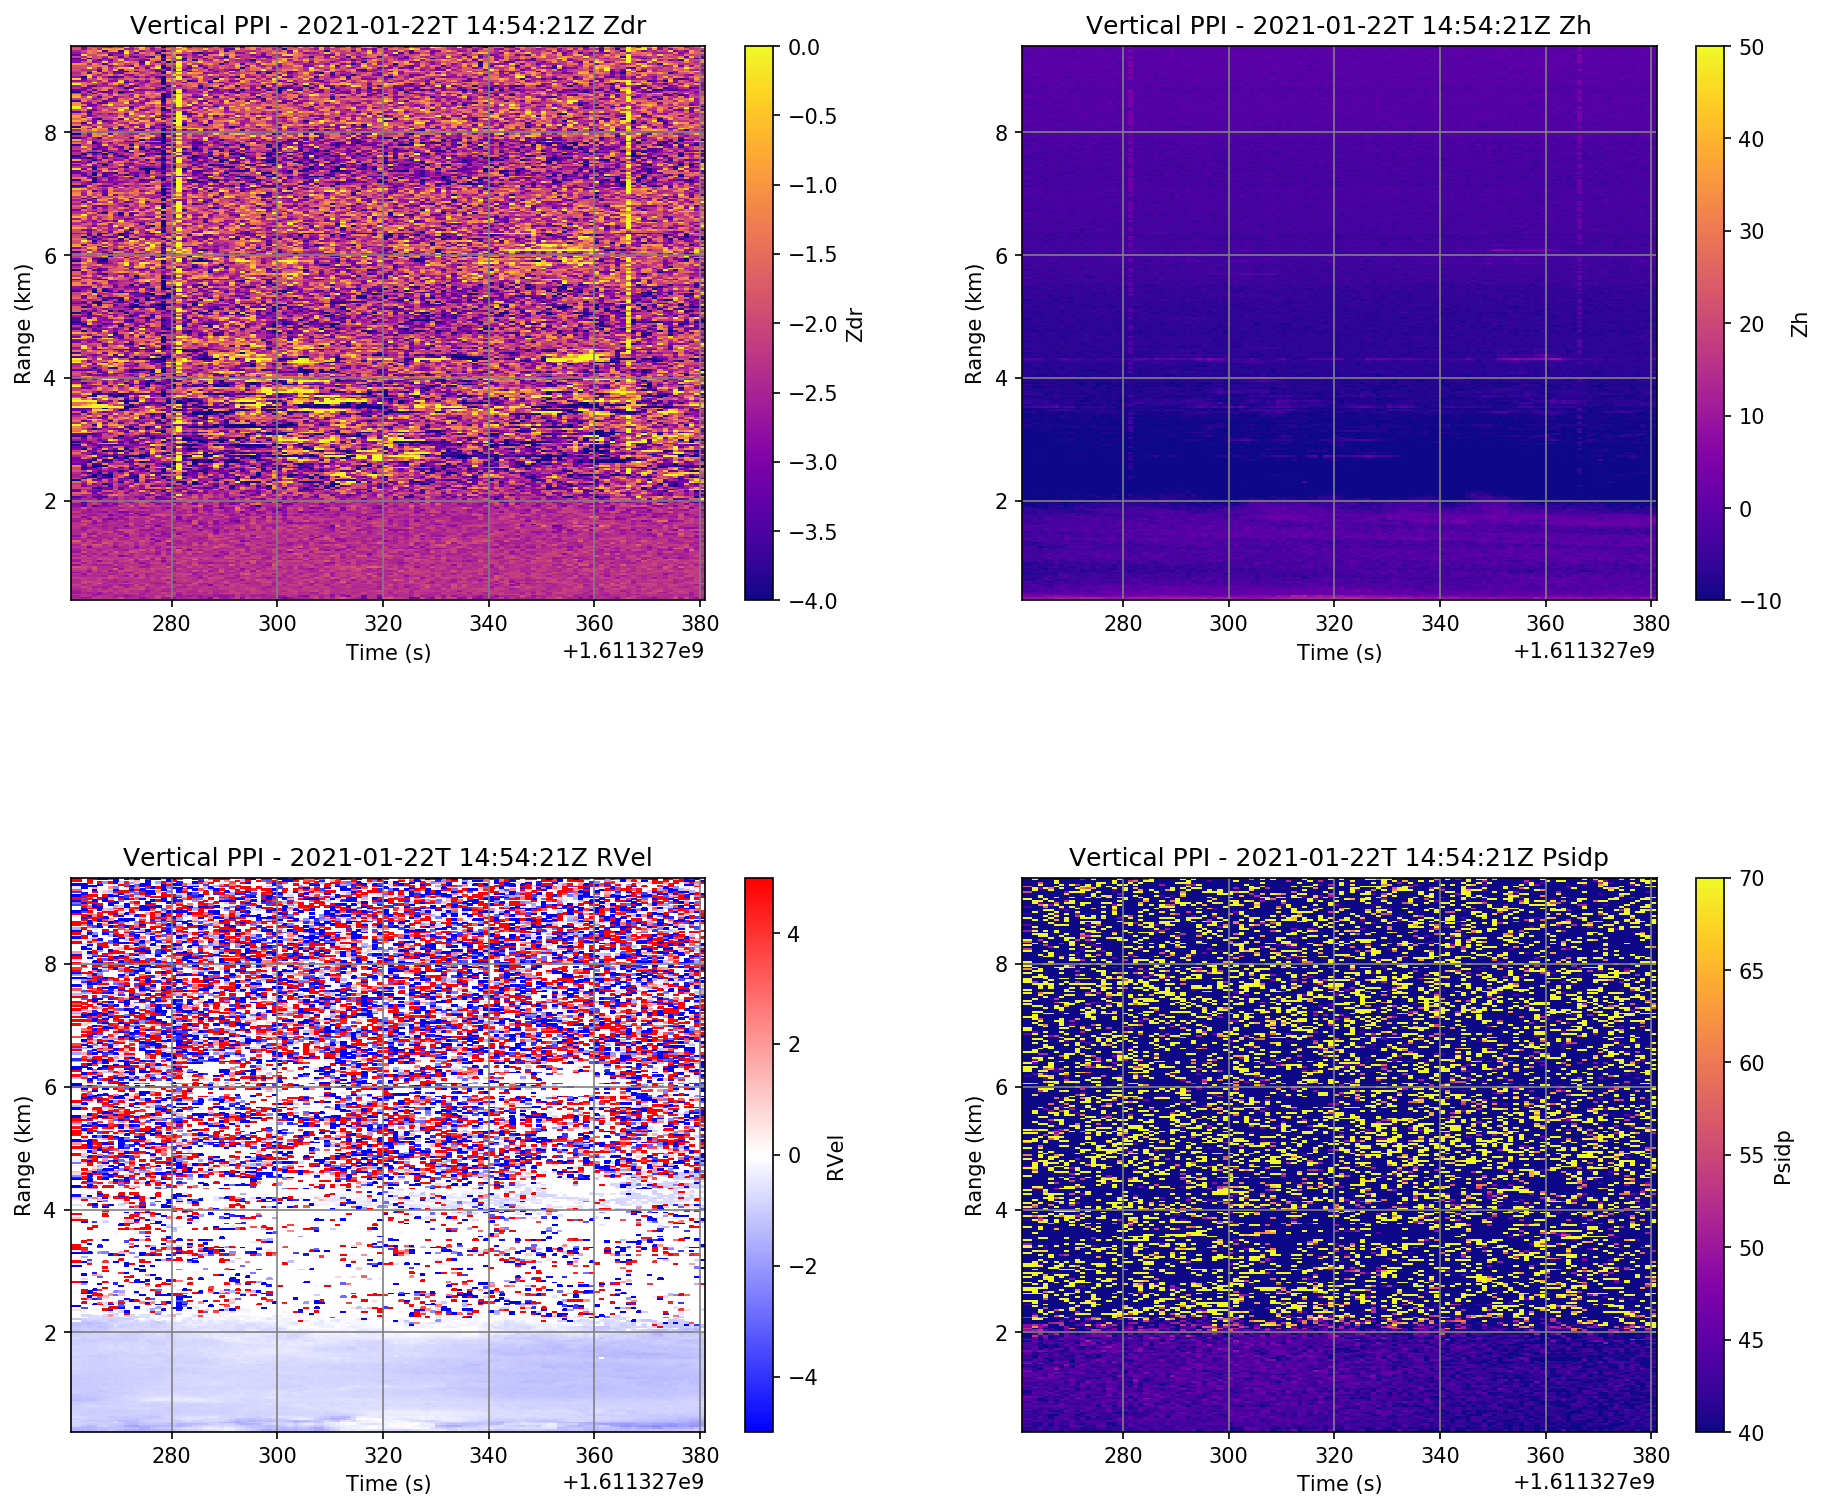 Vertical PPI - 2021-01-22T 14:54:21Z Zdr
8
6
4
2
Range (km)
280 300 320 340 360 380
Time (s)
+1.611327e9
0.0
−0.5
−1.0
−1.5
−2.0
−2.5
−3.0
−3.5
−4.0
Zdr
Vertical PPI - 2021-01-22T 14:54:21Z Zh
8
6
4
2
Range (km)
280 300 320 340 360 380
Time (s)
+1.611327e9
50
40
30
20
10
0
−10
Zh
Vertical PPI - 2021-01-22T 14:54:21Z RVel
8
6
4
2
Range (km)
280 300 320 340 360 380
Time (s)
+1.611327e9
4
2
0
−2
−4
RVel
Vertical PPI - 2021-01-22T 14:54:21Z Psidp
8
6
4
2
Range (km)
280 300 320 340 360 380
Time (s)
+1.611327e9
70
65
60
55
50
45
40
Psidp